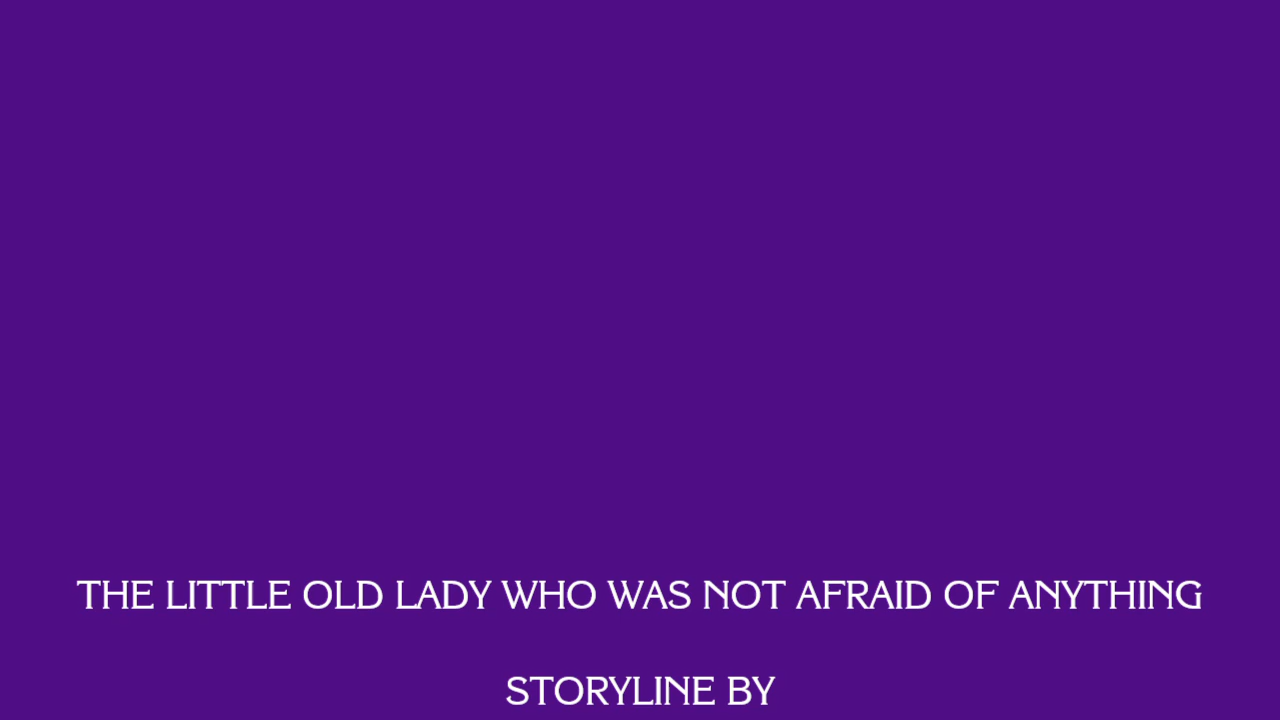 THE LITTLE OLD LADY WHO WAS NOT AFRAID OF ANYTHING
STORYLINE BY